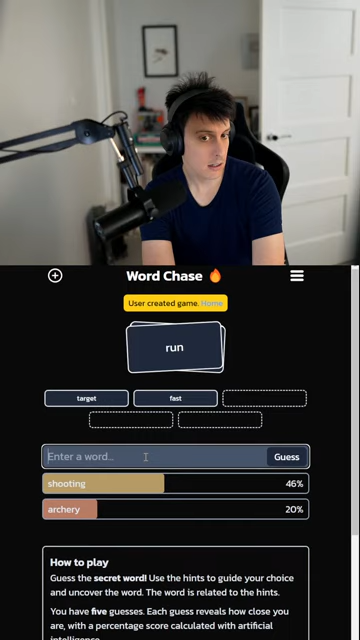 Word Chase 🔥
User created game. Home
run
target
fast
Enter a word...
Guess
shooting
46%
archery
20%
How to play
Guess the secret word! Use the hints to guide your choice
and uncover the word. The word is related to the hints.
You have five guesses. Each guess reveals how close you
are, with a percentage score calculated with artificial
intelligence.